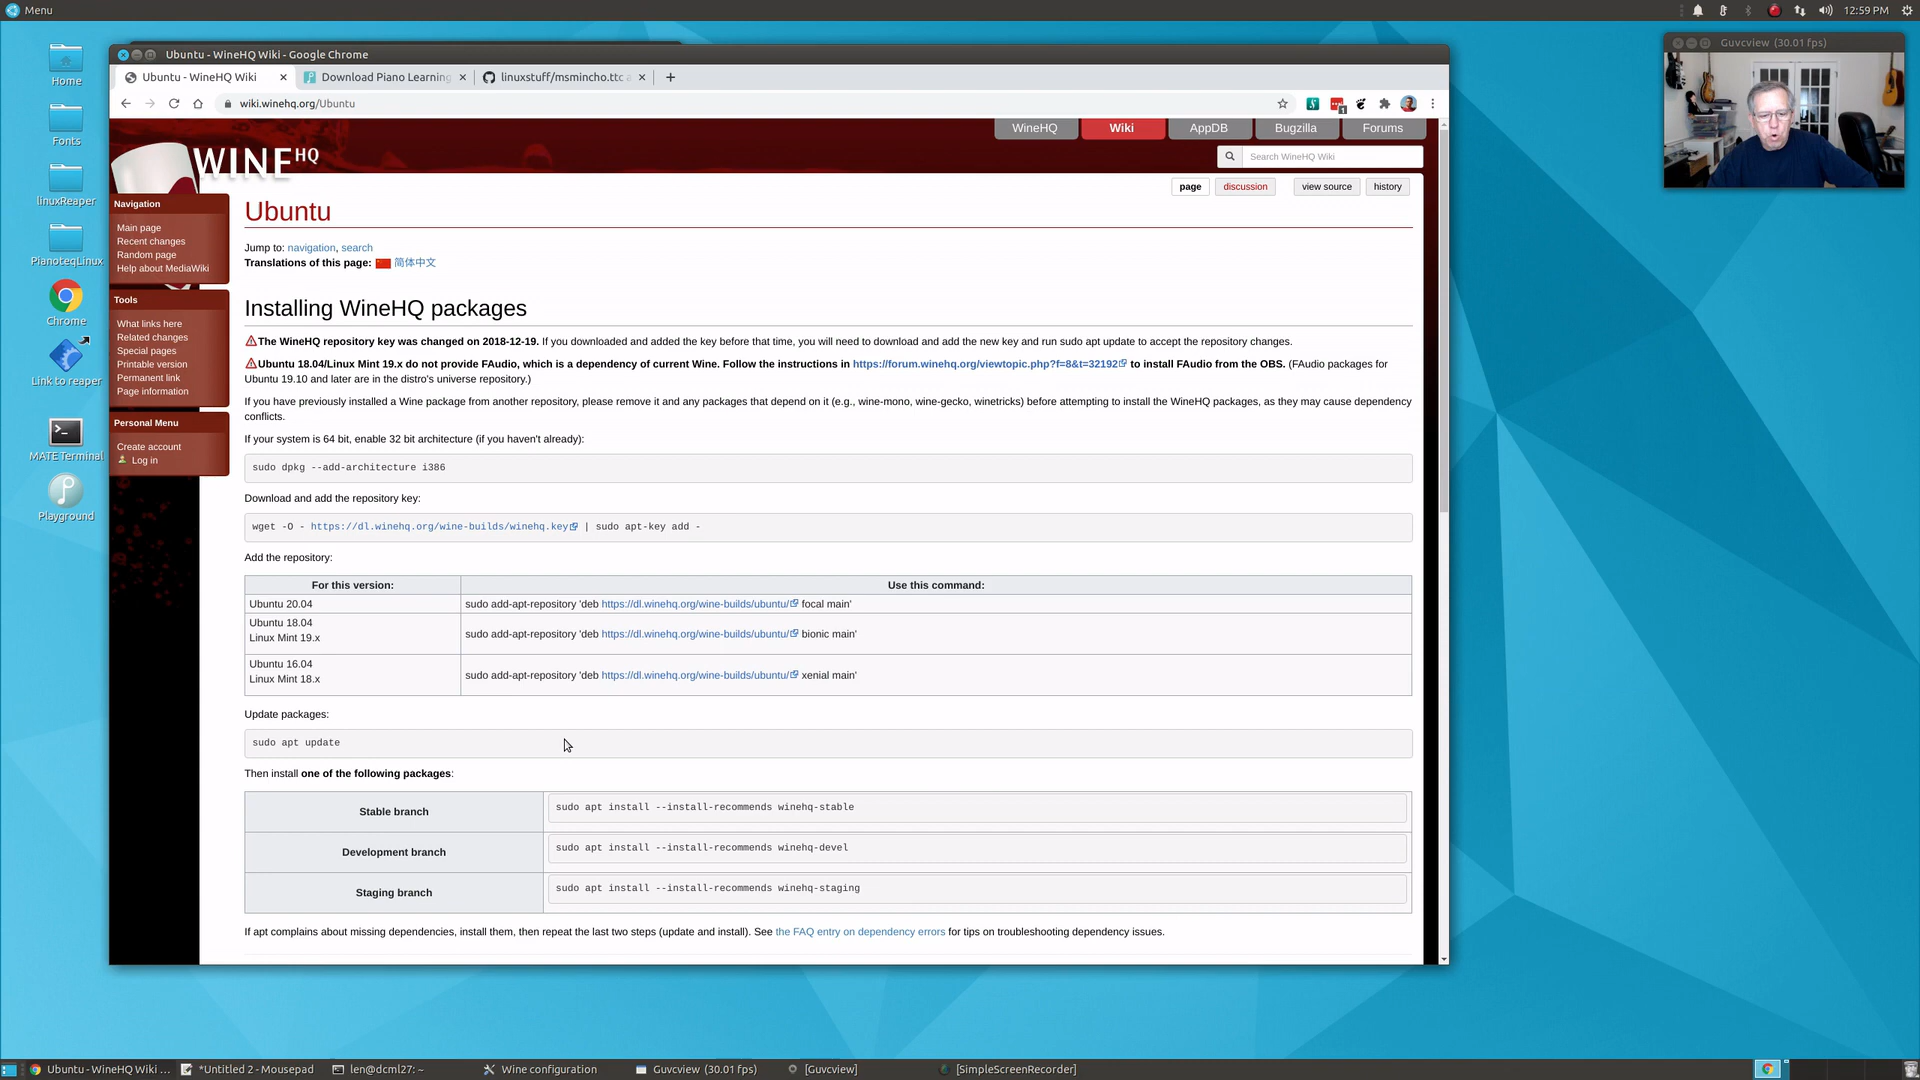 Menu
12:59 PM
Home
Fonts
linuxReaper
PianoteqLinux
Chrome
Link to reaper
MATE Terminal
Playground
Ubuntu - WineHQ Wiki - Google Chrome
Ubuntu - WineHQ Wiki
Download Piano Learning
linuxstuff/msmincho.ttc a
wiki.winehq.org/Ubuntu
Guvcview (30.01 fps)
WineHQ
Wiki
AppDB
Bugzilla
Forums
Search WineHQ Wiki
WINE HQ
page
discussion
view source
history
Navigation
Main page
Recent changes
Random page
Help about MediaWiki
Tools
What links here
Related changes
Special pages
Printable version
Permanent link
Page information
Personal Menu
Create account
Log in
Ubuntu
Jump to: navigation, search
Translations of this page: 简体中文
Installing WineHQ packages
The WineHQ repository key was changed on 2018-12-19. If you downloaded and added the key before that time, you will need to download and add the new key and run sudo apt update to accept the repository changes.
Ubuntu 18.04/Linux Mint 19.x do not provide FAudio, which is a dependency of current Wine. Follow the instructions in https://forum.winehq.org/viewtopic.php?f=8&t=32192 to install FAudio from the OBS. (FAudio packages for
Ubuntu 19.10 and later are in the distro's universe repository.)
If you have previously installed a Wine package from another repository, please remove it and any packages that depend on it (e.g., wine-mono, wine-gecko, winetricks) before attempting to install the WineHQ packages, as they may cause dependency
conflicts.
If your system is 64 bit, enable 32 bit architecture (if you haven't already):
sudo dpkg --add-architecture i386
Download and add the repository key:
wget -O - https://dl.winehq.org/wine-builds/winehq.key | sudo apt-key add -
Add the repository:
For this version:
Use this command:
Ubuntu 20.04
sudo add-apt-repository 'deb https://dl.winehq.org/wine-builds/ubuntu/ focal main'
Ubuntu 18.04
Linux Mint 19.x
sudo add-apt-repository 'deb https://dl.winehq.org/wine-builds/ubuntu/ bionic main'
Ubuntu 16.04
Linux Mint 18.x
sudo add-apt-repository 'deb https://dl.winehq.org/wine-builds/ubuntu/ xenial main'
Update packages:
sudo apt update
Then install one of the following packages:
Stable branch
sudo apt install --install-recommends winehq-stable
Development branch
sudo apt install --install-recommends winehq-devel
Staging branch
sudo apt install --install-recommends winehq-staging
If apt complains about missing dependencies, install them, then repeat the last two steps (update and install). See the FAQ entry on dependency errors for tips on troubleshooting dependency issues.
Ubuntu - WineHQ Wiki ...
*Untitled 2 - Mousepad
len@dcml27: ~
Wine configuration
Guvcview (30.01 fps)
[Guvcview]
[SimpleScreenRecorder]